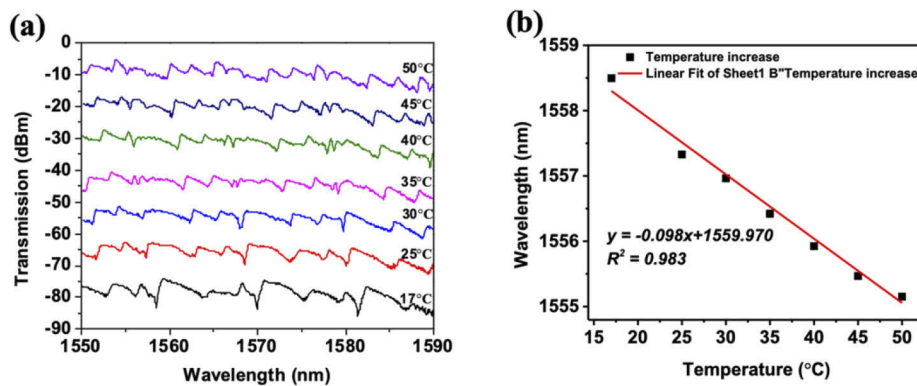 (a)
0
-10
-20
-30
-40
-50
-60
-70
-80
-90
Transmission (dBm)
50°C
45°C
40°C
35°C
30°C
25°C
17°C
1550 1560 1570 1580 1590
Wavelength (nm)
(b)
1559
1558
1557
1556
1555
Wavelength (nm)
Temperature increase
Linear Fit of Sheet1 B"Temperature increase
y = -0.098x+1559.970
R² = 0.983
15 20 25 30 35 40 45 50
Temperature (°C)